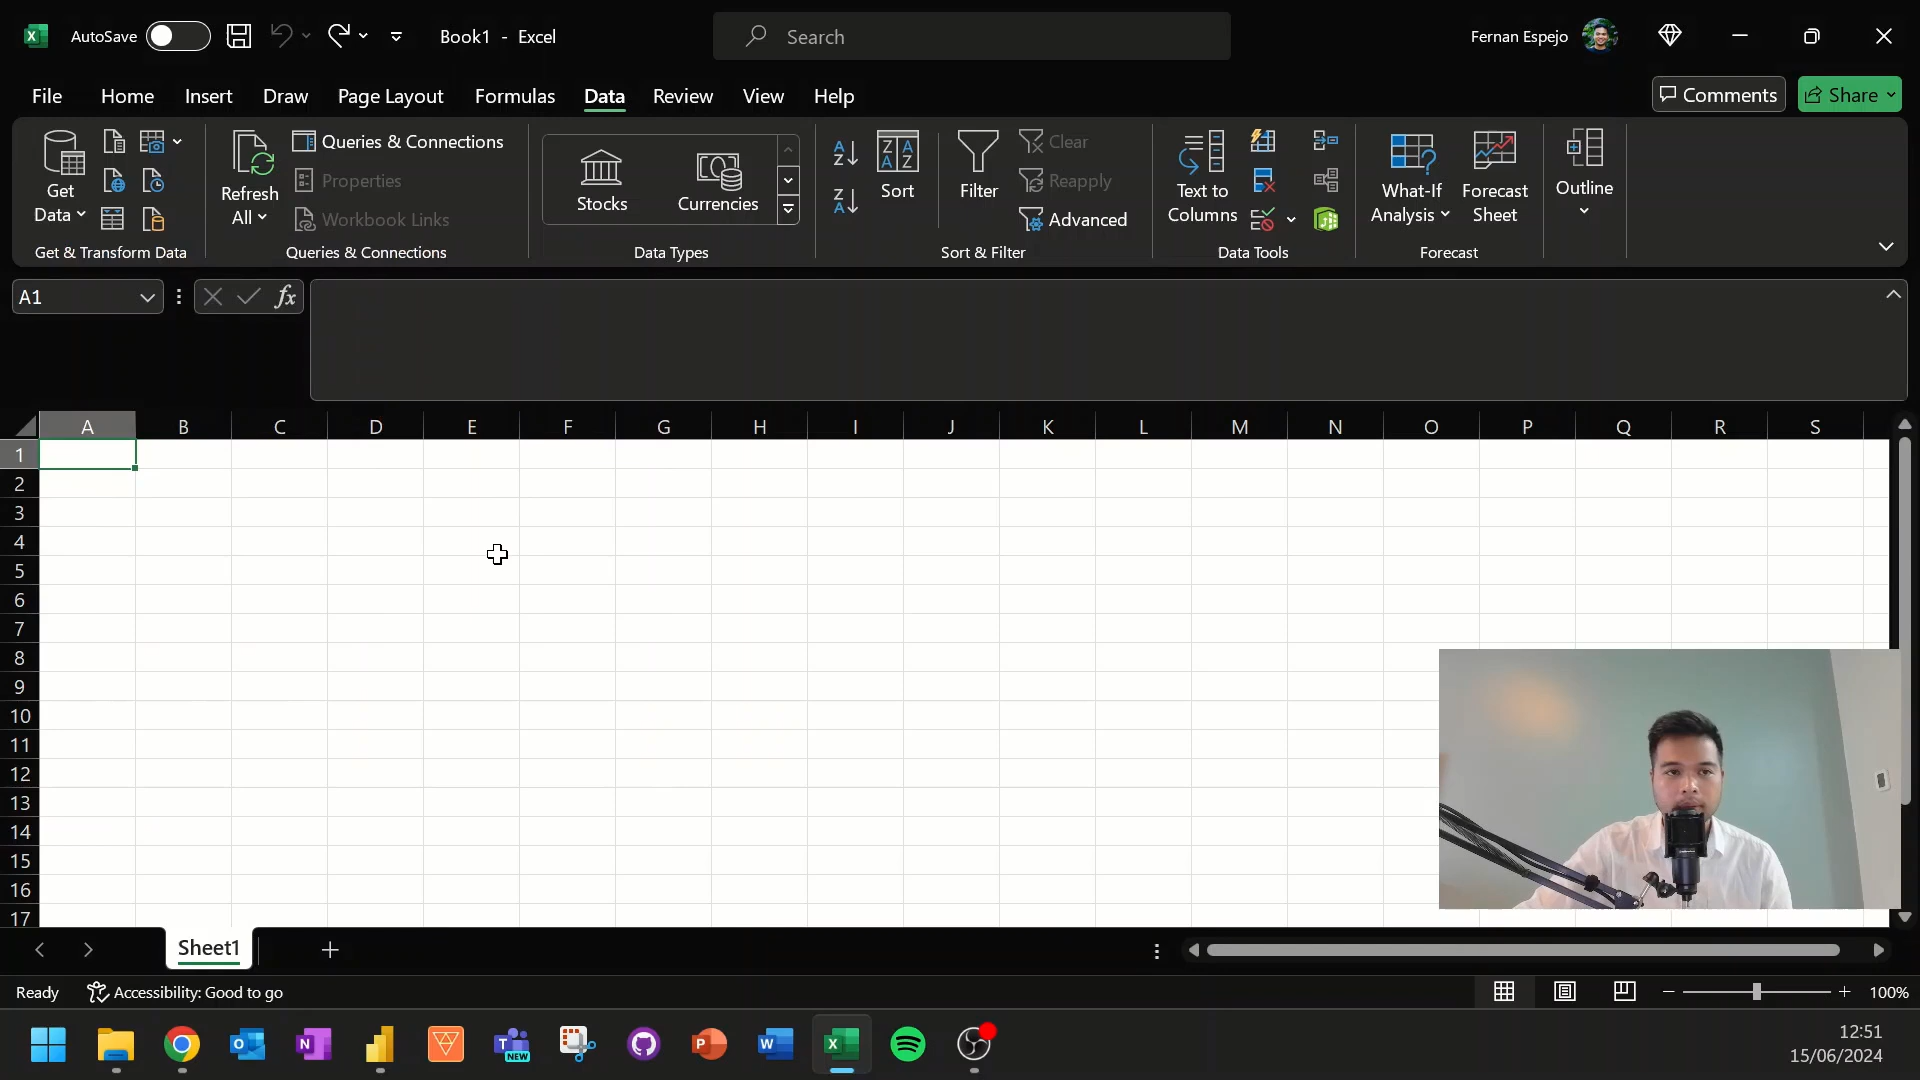 AutoSave
Book1 - Excel
Search
Fernan Espejo
File Home Insert Draw Page Layout Formulas Data Review View Help
Comments
Share
Get Data
Refresh All
Queries & Connections
Properties
Workbook Links
Stocks
Currencies
Sort
Filter
Clear
Reapply
Advanced
Text to Columns
What-If Analysis
Forecast Sheet
Outline
Get & Transform Data
Queries & Connections
Data Types
Sort & Filter
Data Tools
Forecast
A1
fx
A B C D E F G H I J K L M N O P Q R S
1
2
3
4
5
6
7
8
9
10
11
12
13
14
15
16
17
Sheet1
Ready
Accessibility: Good to go
100%
NEW
12:51
15/06/2024